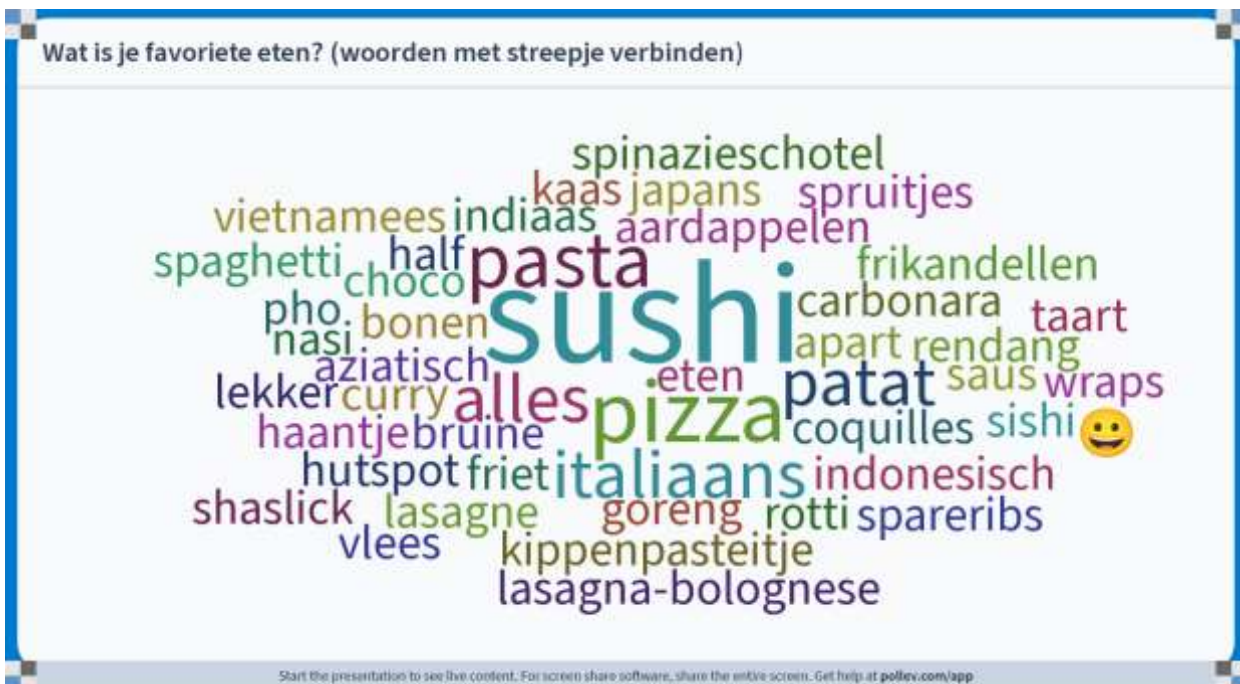 Wat is je favoriete eten? (woorden met streepje verbinden)
spinazieschotel
kaas japans spruitjes
vietnamees indiaas aardappelen
spaghetti half pasta frikandellen
choco sushi carbonara
pho bonen taart
nasi apart rendang
aziatisch eten patat saus wraps
lekker curry alles pizza
haantje bruine coquilles sishi 😀
hutspot friet italiaans indonesisch
shaslick lasagne goreng rotti spareribs
vlees kippenpasteitje
lasagna-bolognese
Start the presentation to see live content. For screen share software, share the entire screen. Get help at pollev.com/app